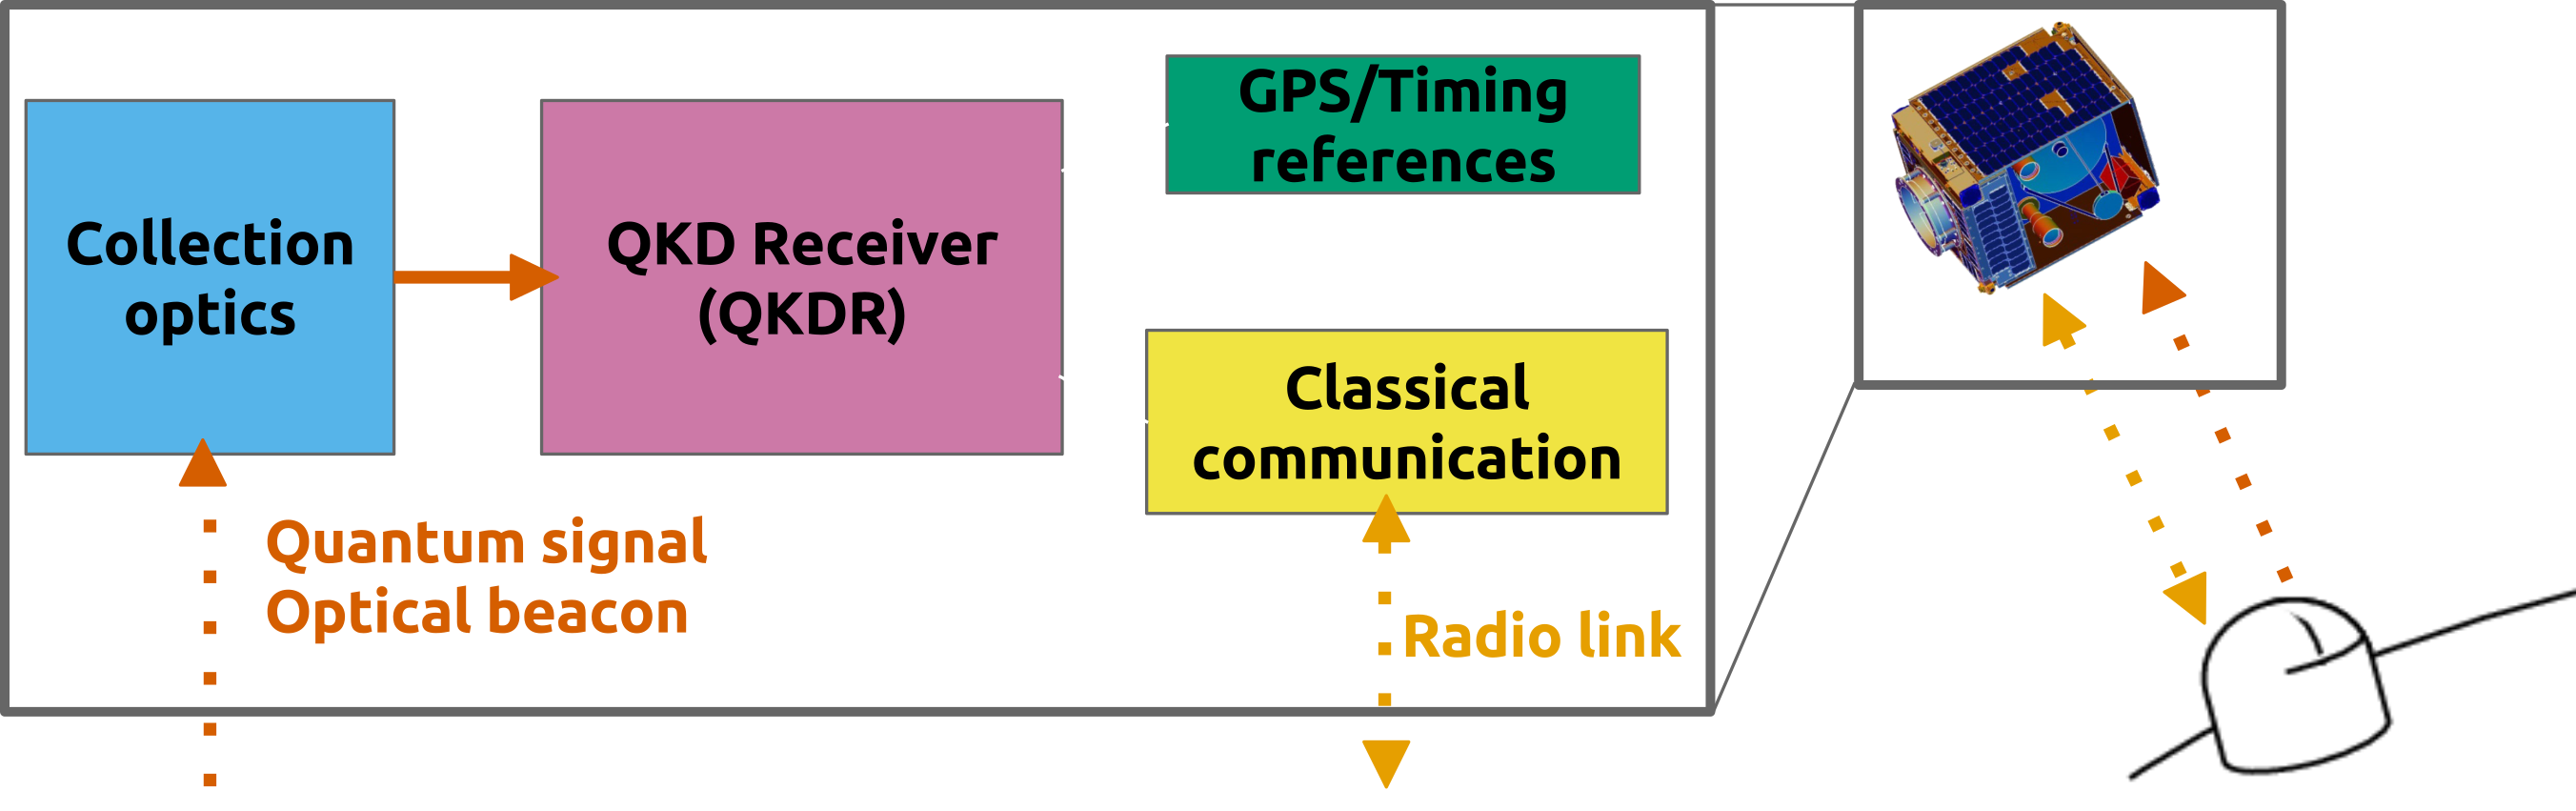 Collection
optics
QKD Receiver
(QKDR)
GPS/Timing
references
Classical
communication
Quantum signal
Optical beacon
Radio link